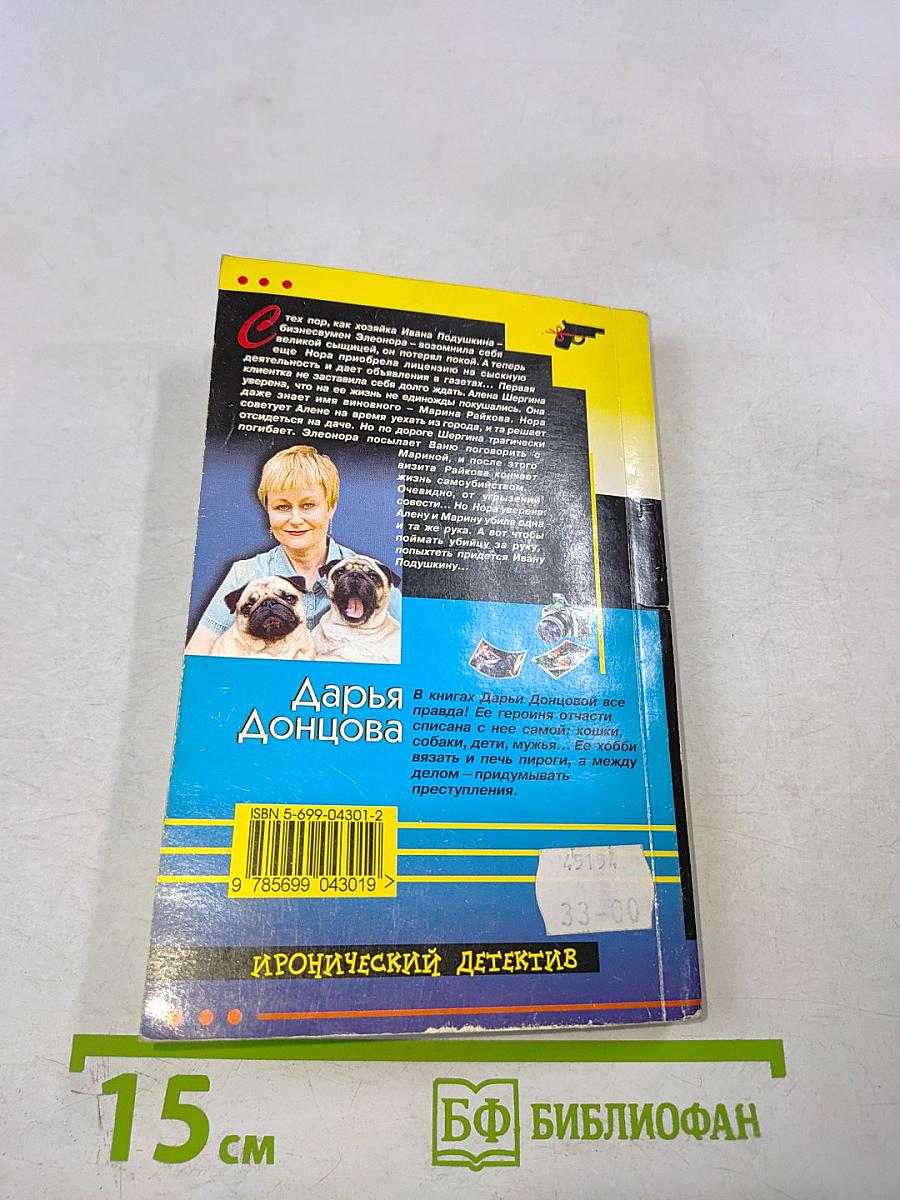 С тех пор, как хозяйка Ивана Подушкина –
бизнесвумен Элеонора – возомнила себя
великой сыщицей, он потерял покой. А теперь
еще Нора приобрела лицензию на сыскную
деятельность и дает объявления в газетах... Первая
клиентка не заставила себя долго ждать. Алена Шергина
уверена, что на ее жизнь не единожды покушались. Она
даже знает имя виновного – Марина Райкова. Нора
советует Алене на время уехать из города, и та решает
отсидеться на даче. Но по дороге Шергина трагически
погибает. Элеонора посылает Ваню поговорить с
Мариной, и после этого
визита Райкова кончает
жизнь самоубийством.
Очевидно, от угрызений
совести... Но Нора уверена:
Алену и Марину убила одна
и та же рука. А вот чтобы
поймать убийцу за руку,
попыхтеть придется Ивану
Подушкину...
Дарья
Донцова
В книгах Дарьи Донцовой все
правда! Ее героиня отчасти
списана с нее самой: кошки,
собаки, дети, мужья... Ее хобби
вязать и печь пироги, а между
делом – придумывать
преступления.
ISBN 5-699-04301-2
9 785699 043019 >
45194
33-00
ИРОНИЧЕСКИЙ ДЕТЕКТИВ
15 см
БФ БИБЛИОФАН